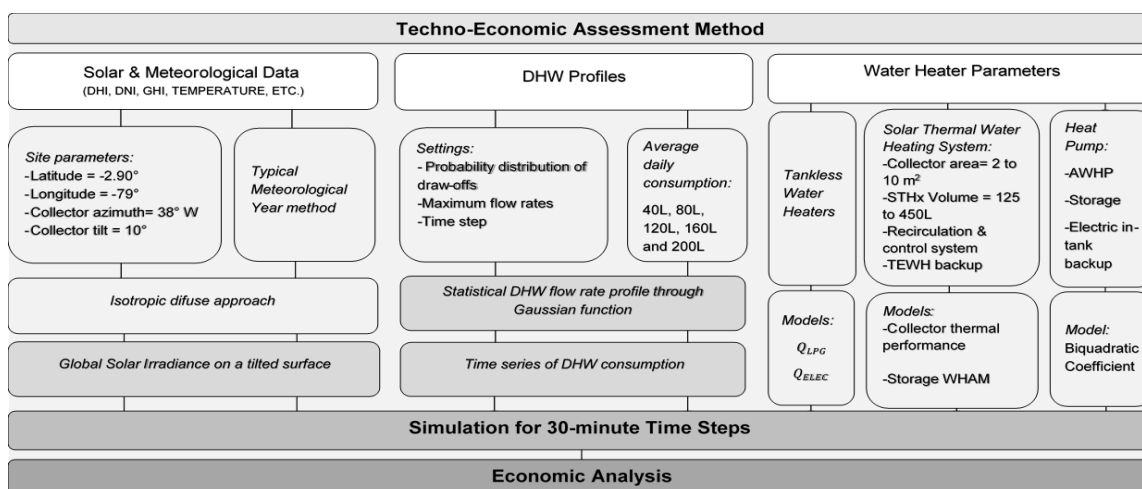 Techno-Economic Assessment Method
Solar & Meteorological Data
(DHI, DNI, GHI, TEMPERATURE, ETC.)
Site parameters:
-Latitude = -2.90°
-Longitude = -79°
-Collector azimuth= 38° W
-Collector tilt = 10°
Typical
Meteorological
Year method
Isotropic difuse approach
Global Solar Irradiance on a tilted surface
DHW Profiles
Settings:
- Probability distribution of
draw-offs
-Maximum flow rates
-Time step
Average
daily
consumption:
40L, 80L,
120L, 160L
and 200L
Statistical DHW flow rate profile through
Gaussian function
Time series of DHW consumption
Water Heater Parameters
Tankless
Water
Heaters
Solar Thermal Water
Heating System:
-Collector area= 2 to
10 m²
-STHx Volume = 125
to 450L
-Recirculation &
control system
-TEWH backup
Heat
Pump:
-AWHP
-Storage
-Electric in-
tank
backup
Models:
Q_LPG
Q_ELEC
Models:
-Collector thermal
performance
-Storage WHAM
Model:
Biquadratic
Coefficient
Simulation for 30-minute Time Steps
Economic Analysis